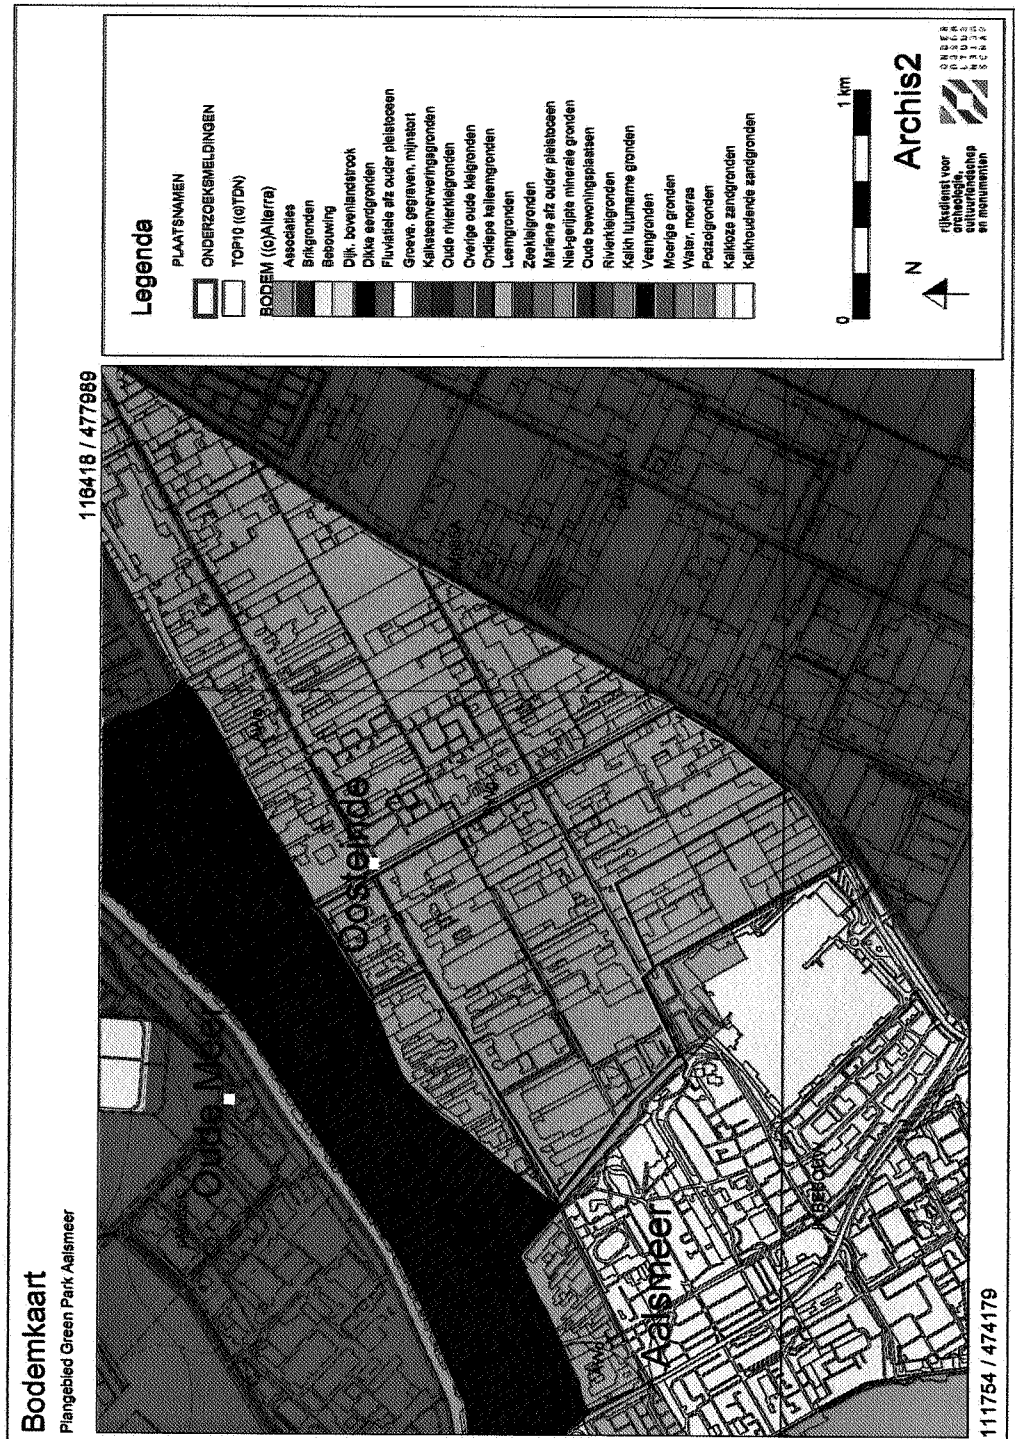 Bodemkaart
Plangebied Green Park Aalsmeer
116418 / 477989
Oude Meer
Oosteinde
Aalsmeer
111754 / 474179
Legenda
PLAATSNAMEN
ONDERZOEKSMELDINGEN
TOP10 ((c)TDN)
BODEM ((c)Alterra)
Associaties
Brikgronden
Bebouwing
Dijk, bovenlandstrook
Dikke eerdgronden
Fluviatiele afz ouder pleistoceen
Groeve, gegraven, mijnstort
Kalksteenverweringsgronden
Oude rivierkleigronden
Overige oude kleigronden
Ondiepe keileemgronden
Leemgronden
Zeekleigronden
Mariene afz ouder pleistoceen
Niet-gerijpte minerale gronden
Oude bewoningsplaatsen
Rivierkleigronden
Kalkh lutumarme gronden
Veengronden
Moerige gronden
Water, moeras
Podzolgronden
Kalkloze zandgronden
Kalkhoudende zandgronden
0
1 km
N
Archis2
rijksdienst voor
archeologie,
cultuurlandschap
en monumenten